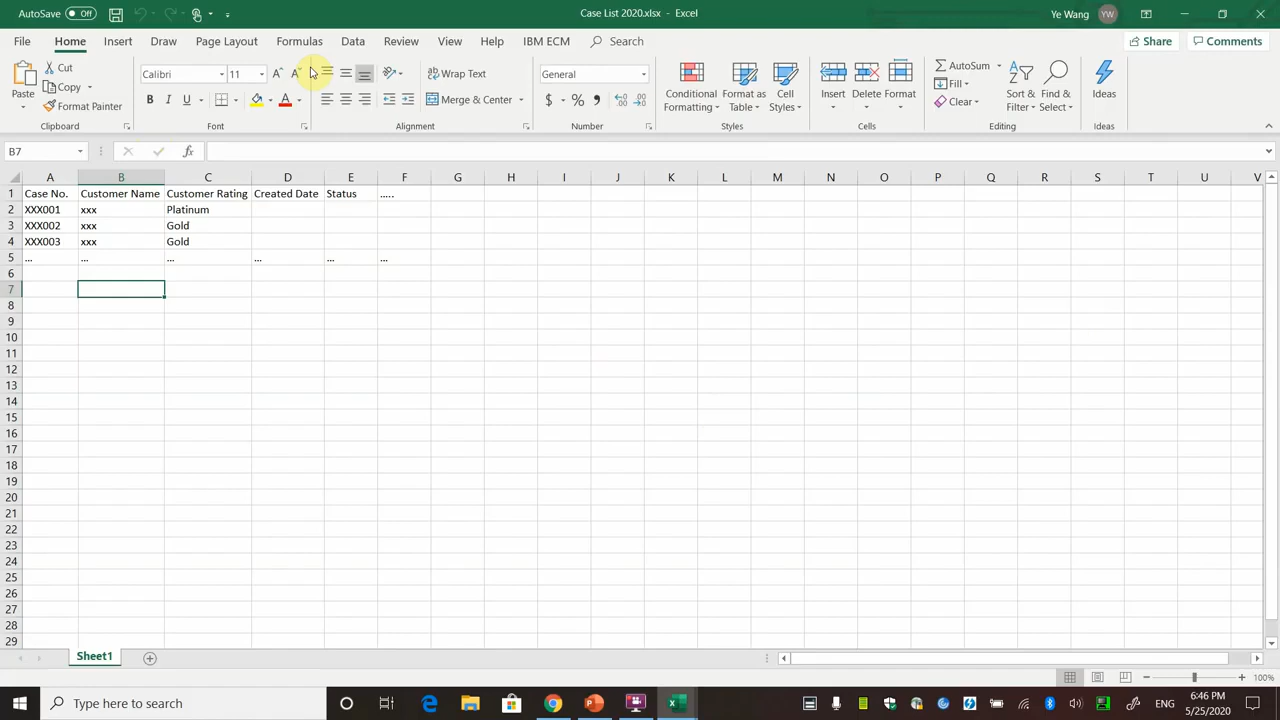 AutoSave Off Case List 2020.xlsx - Excel Ye Wang YW
File Home Insert Draw Page Layout Formulas Data Review View Help IBM ECM Search Share Comments
Paste Cut Copy Format Painter Clipboard
Calibri 11 B I U A Font
Wrap Text Merge & Center Alignment
General $ % , Number
Conditional Formatting Format as Table Cell Styles Styles
Insert Delete Format Cells
AutoSum Fill Clear Sort & Filter Find & Select Editing
Ideas Ideas
B7 fx
A B C D E F G H I J K L M N O P Q R S T U V
1 Case No. Customer Name Customer Rating Created Date Status .....
2 XXX001 xxx Platinum
3 XXX002 xxx Gold
4 XXX003 xxx Gold
5 ... ... ... ... ... ...
6
7
8
9
10
11
12
13
14
15
16
17
18
19
20
21
22
23
24
25
26
27
28
29
Sheet1
100%
Type here to search ENG 6:46 PM
5/25/2020